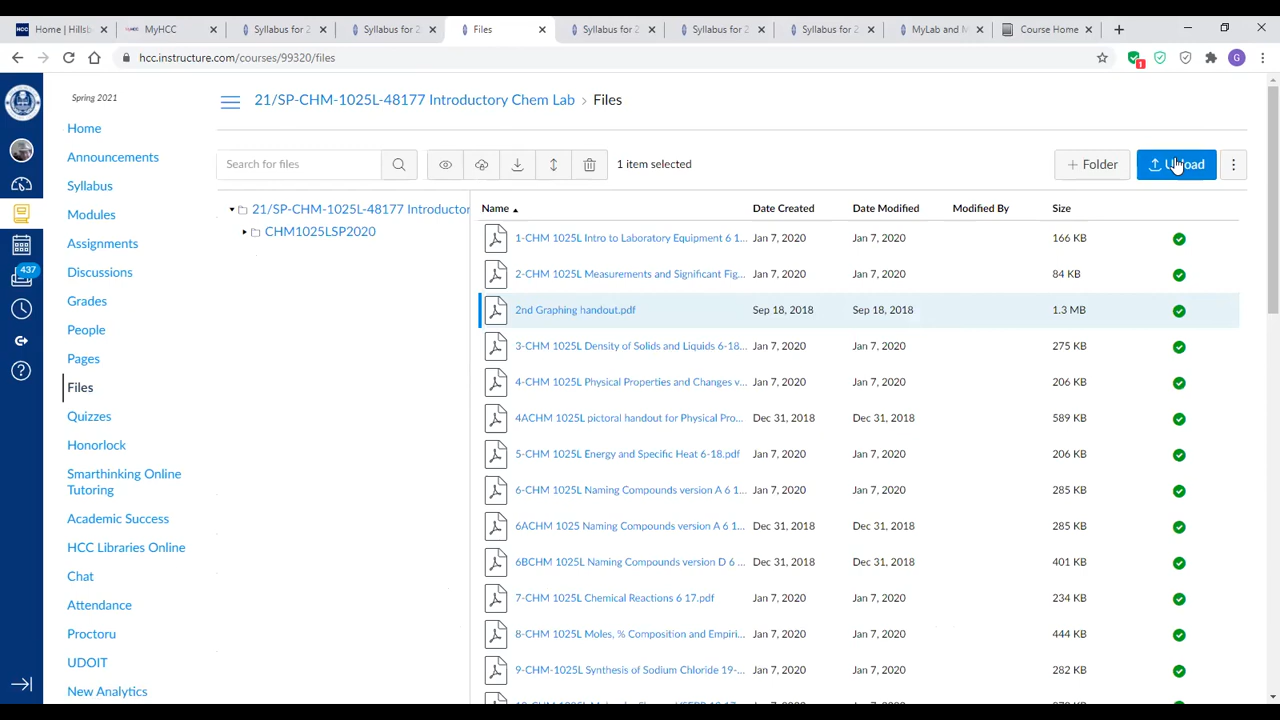 HCC Home | Hillsb
MyHCC
Syllabus for 2
Syllabus for 2
Files
Syllabus for 2
Syllabus for 2
Syllabus for 2
MyLab and M
Course Home
hcc.instructure.com/courses/99320/files
1
G
Spring 2021
437
Home
Announcements
Syllabus
Modules
Assignments
Discussions
Grades
People
Pages
Files
Quizzes
Honorlock
Smarthinking Online
Tutoring
Academic Success
HCC Libraries Online
Chat
Attendance
Proctoru
UDOIT
New Analytics
21/SP-CHM-1025L-48177 Introductory Chem Lab > Files
Search for files
1 item selected
+ Folder
Upload
21/SP-CHM-1025L-48177 Introductor
CHM1025LSP2020
Name Date Created Date Modified Modified By Size
1-CHM 1025L Intro to Laboratory Equipment 6 1... Jan 7, 2020 Jan 7, 2020 166 KB
2-CHM 1025L Measurements and Significant Fig... Jan 7, 2020 Jan 7, 2020 84 KB
2nd Graphing handout.pdf Sep 18, 2018 Sep 18, 2018 1.3 MB
3-CHM 1025L Density of Solids and Liquids 6-18... Jan 7, 2020 Jan 7, 2020 275 KB
4-CHM 1025L Physical Properties and Changes v... Jan 7, 2020 Jan 7, 2020 206 KB
4ACHM 1025L pictoral handout for Physical Pro... Dec 31, 2018 Dec 31, 2018 589 KB
5-CHM 1025L Energy and Specific Heat 6-18.pdf Jan 7, 2020 Jan 7, 2020 206 KB
6-CHM 1025L Naming Compounds version A 6 1... Jan 7, 2020 Jan 7, 2020 285 KB
6ACHM 1025 Naming Compounds version A 6 1... Dec 31, 2018 Dec 31, 2018 285 KB
6BCHM 1025L Naming Compounds version D 6 ... Dec 31, 2018 Dec 31, 2018 401 KB
7-CHM 1025L Chemical Reactions 6 17.pdf Jan 7, 2020 Jan 7, 2020 234 KB
8-CHM 1025L Moles, % Composition and Empiri... Jan 7, 2020 Jan 7, 2020 444 KB
9-CHM-1025L Synthesis of Sodium Chloride 19-... Jan 7, 2020 Jan 7, 2020 282 KB